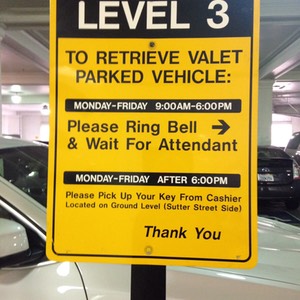 LEVEL 3
TO RETRIEVE VALET
PARKED VEHICLE:
MONDAY-FRIDAY 9:00AM-6:00PM
Please Ring Bell →
& Wait For Attendant
MONDAY-FRIDAY AFTER 6:00PM
Please Pick Up Your Key From Cashier
Located on Ground Level (Sutter Street Side)
Thank You